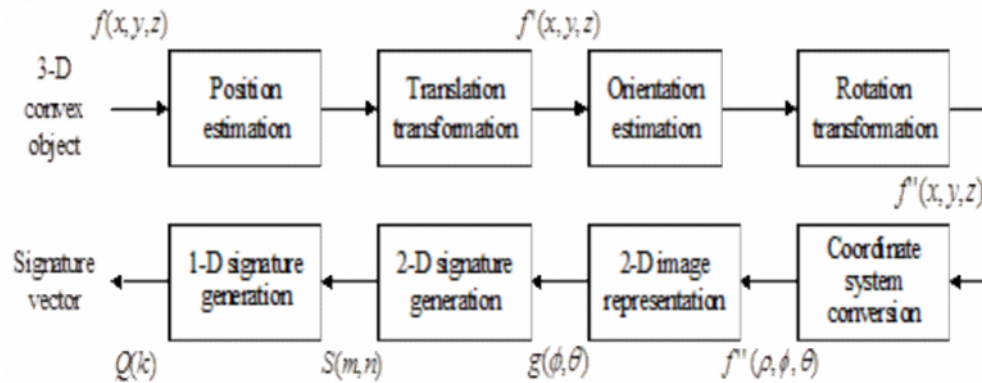 f(x, y, z)
f'(x, y, z)
3-D
convex
object
Position
estimation
Translation
transformation
Orientation
estimation
Rotation
transformation
f''(x, y, z)
Signature
vector
1-D signature
generation
2-D signature
generation
2-D image
representation
Coordinate
system
conversion
Q(k)
S(m, n)
g(ϕ, θ)
f''(ρ, ϕ, θ)